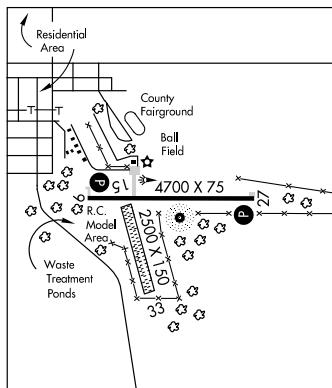 Residential
Area
County
Fairground
Ball
Field
P
15
4700 X 75
9
27
P
R.C.
Model
Area
2500 X 150
Waste
Treatment
Ponds
33